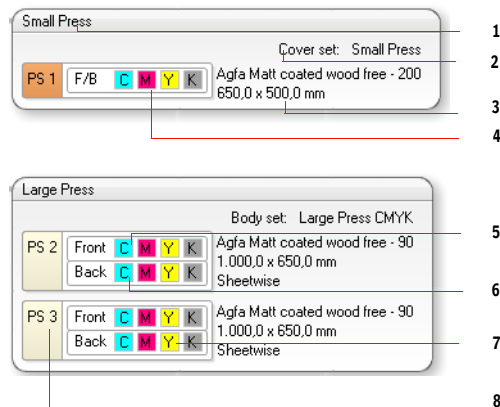 Small Press
1
Cover set: Small Press
2
PS 1 F/B C M Y K Agfa Matt coated wood free - 200
650,0 x 500,0 mm
3
4
Large Press
Body set: Large Press CMYK
PS 2 Front C M Y K Agfa Matt coated wood free - 90
5
1.000,0 x 650,0 mm
Back C M Y K Sheetwise
6
PS 3 Front C M Y K Agfa Matt coated wood free - 90
1.000,0 x 650,0 mm
Back C M Y K Sheetwise
7
8